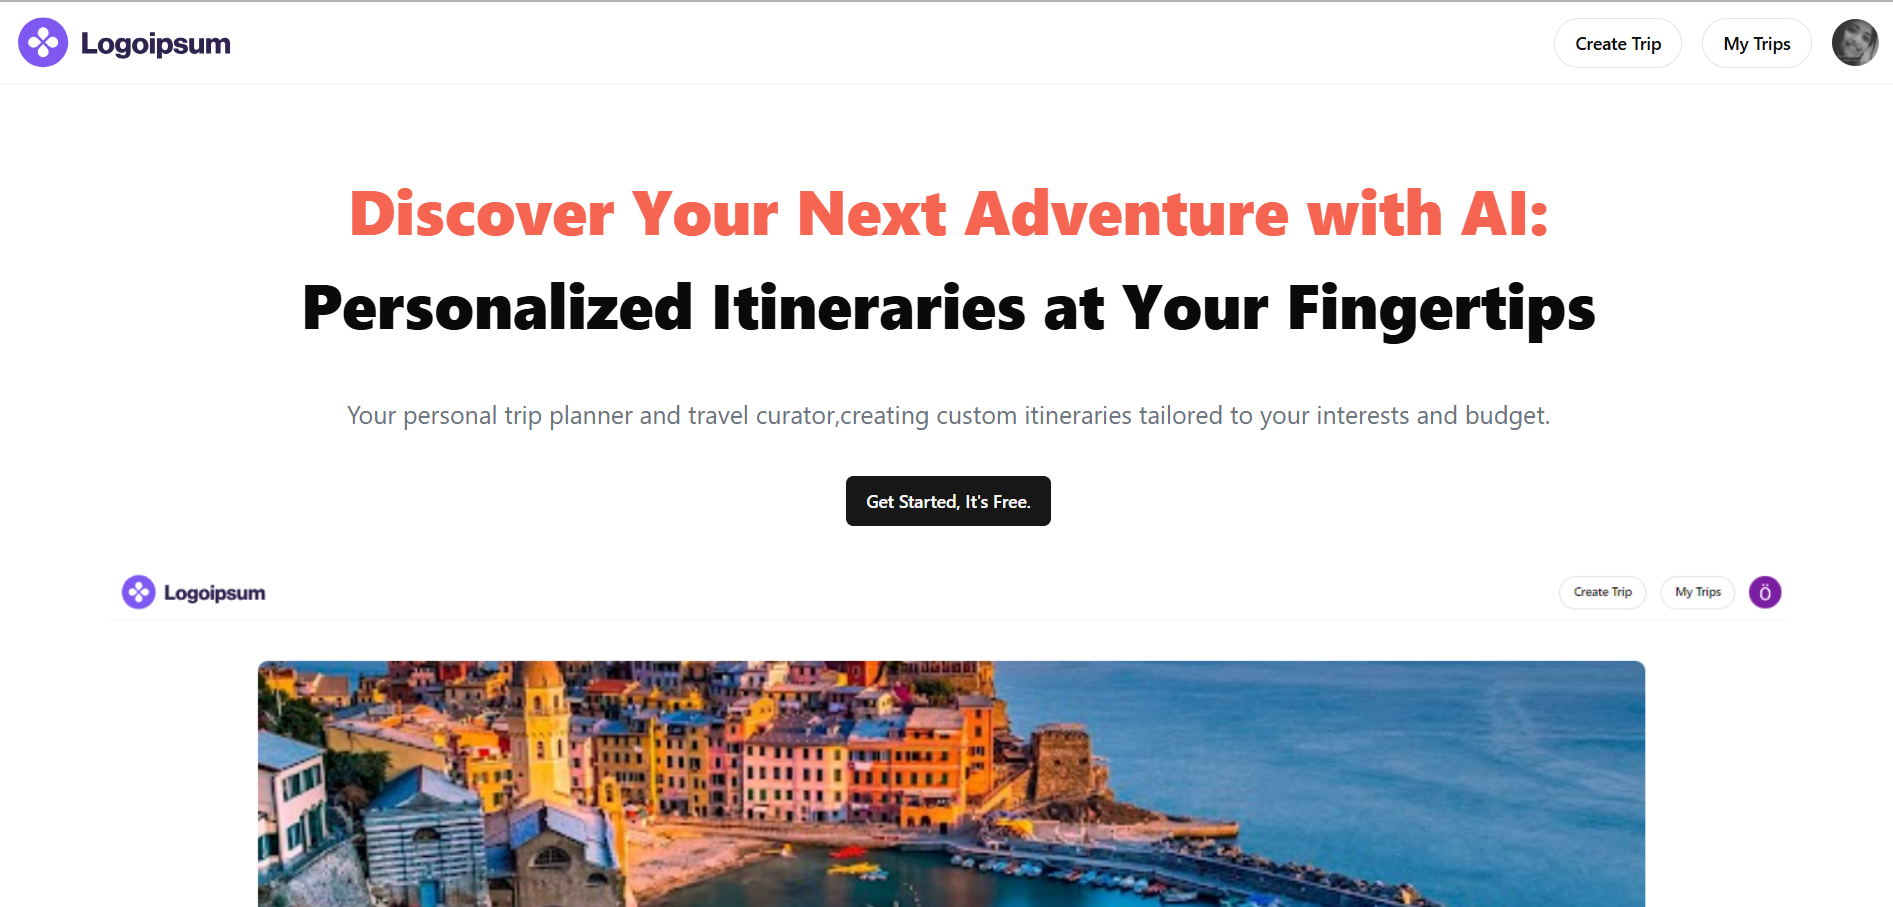 Logoipsum
Create Trip
My Trips
Discover Your Next Adventure with AI:
Personalized Itineraries at Your Fingertips
Your personal trip planner and travel curator,creating custom itineraries tailored to your interests and budget.
Get Started, It's Free.
Logoipsum
Create Trip
My Trips
Ö